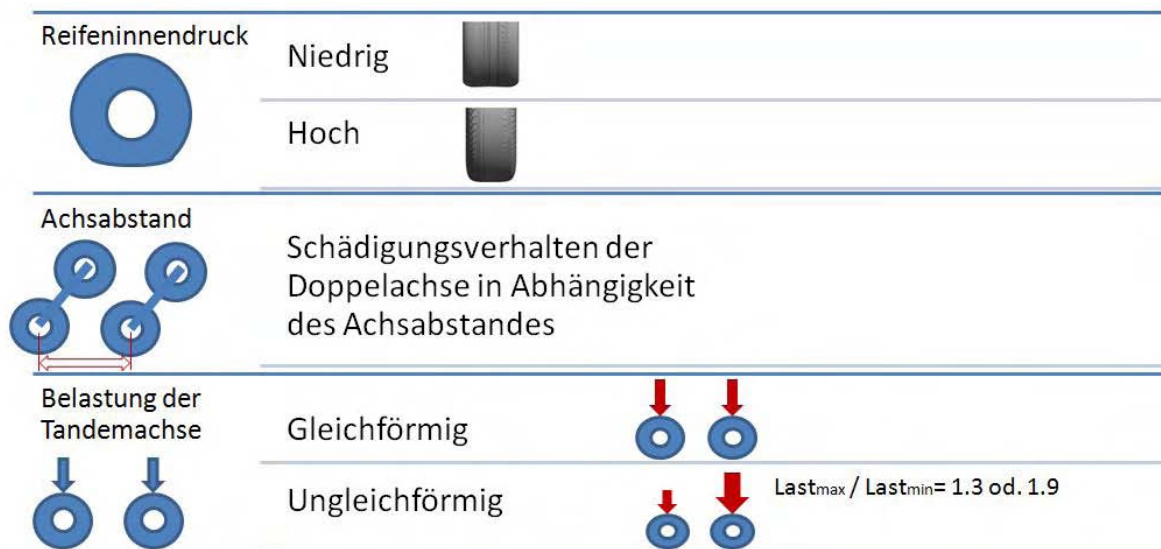 Reifeninnendruck
Niedrig
Hoch
Achsabstand
Schädigungsverhalten der
Doppelachse in Abhängigkeit
des Achsabstandes
Belastung der
Tandemachse
Gleichförmig
Ungleichförmig
Lastmax / Lastmin= 1.3 od. 1.9